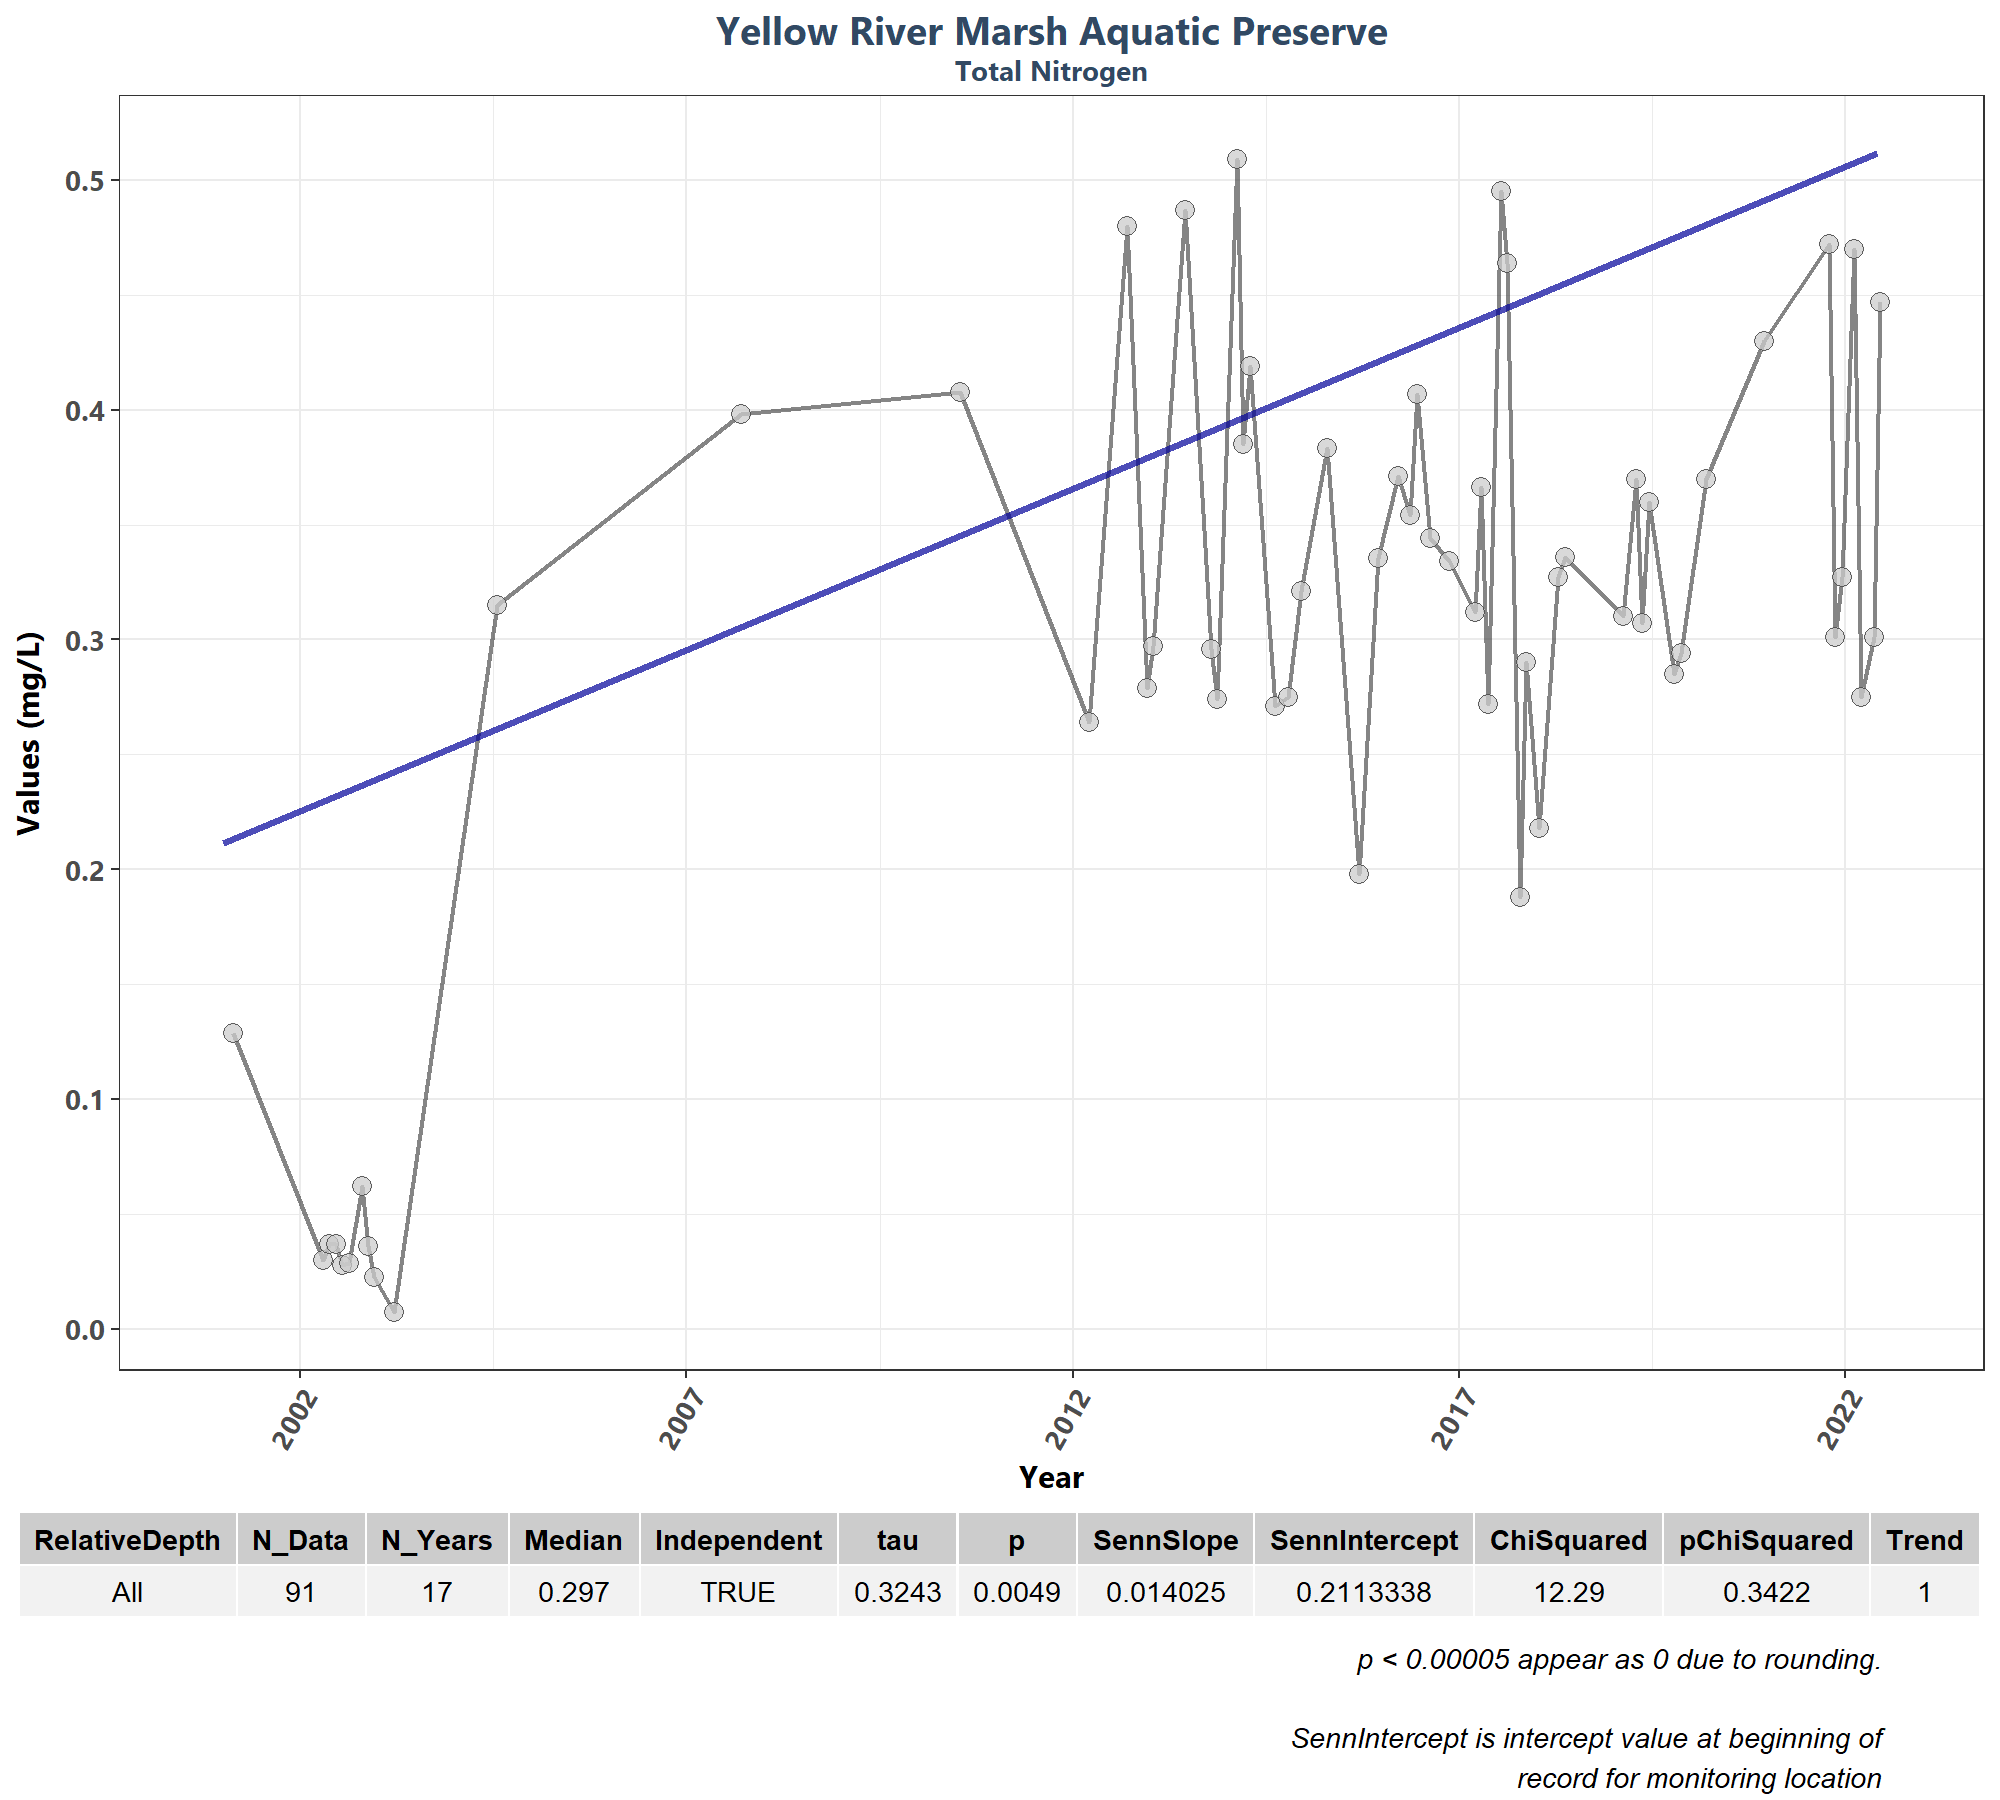 Yellow River Marsh Aquatic Preserve
Total Nitrogen
Values (mg/L)
0.5
0.4
0.3
0.2
0.1
0.0
2002 2007 2012 2017 2022
Year
RelativeDepth N_Data N_Years Median Independent tau p SennSlope SennIntercept ChiSquared pChiSquared Trend
All 91 17 0.297 TRUE 0.3243 0.0049 0.014025 0.2113338 12.29 0.3422 1
p < 0.00005 appear as 0 due to rounding.
SennIntercept is intercept value at beginning of
record for monitoring location